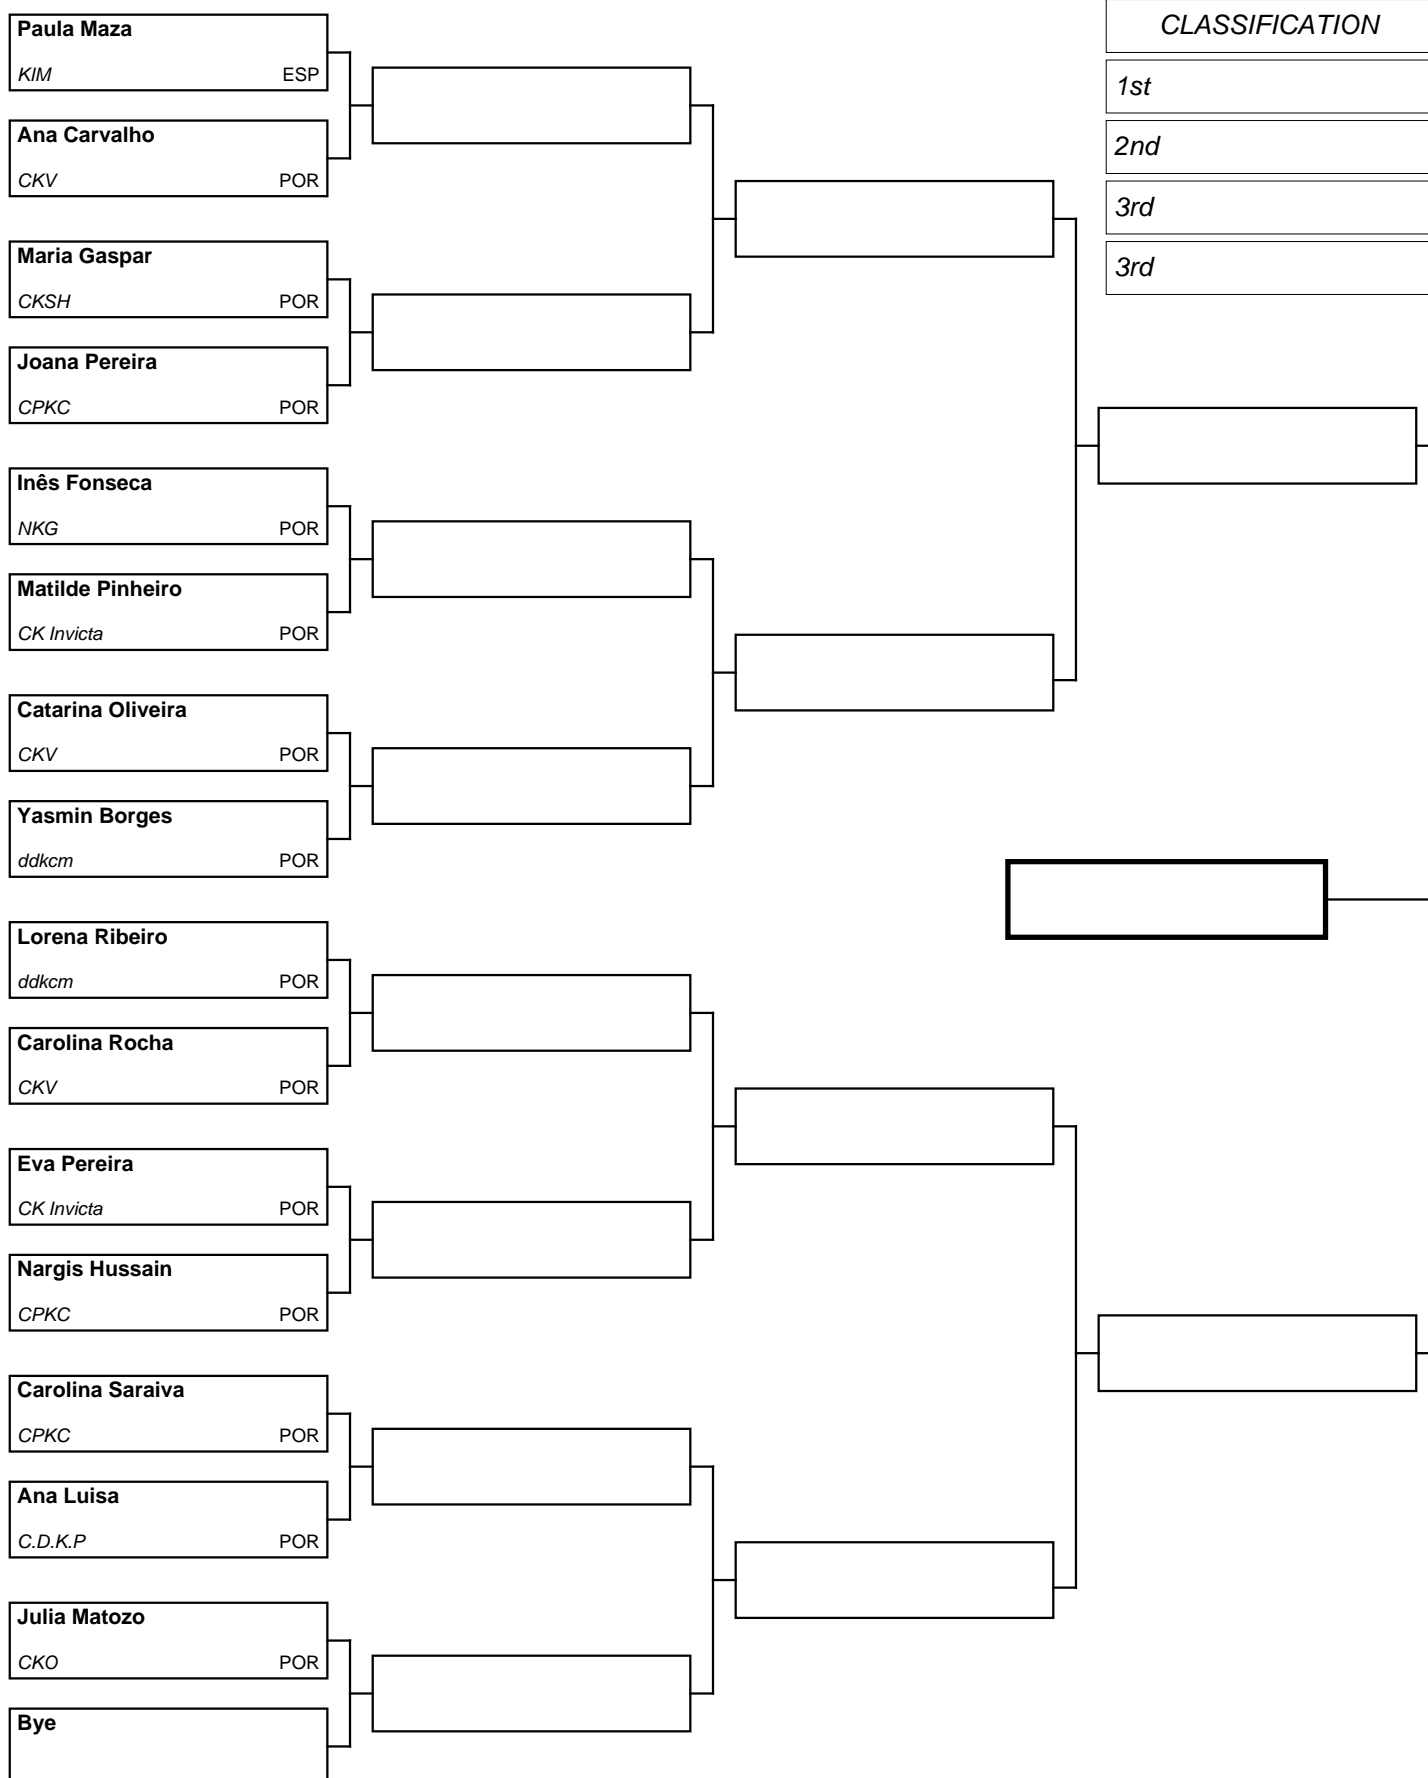 CLASSIFICATION
1st
2nd
3rd
3rd
Paula Maza
KIM ESP
Ana Carvalho
CKV POR
Maria Gaspar
CKSH POR
Joana Pereira
CPKC POR
Inês Fonseca
NKG POR
Matilde Pinheiro
CK Invicta POR
Catarina Oliveira
CKV POR
Yasmin Borges
ddkcm POR
Lorena Ribeiro
ddkcm POR
Carolina Rocha
CKV POR
Eva Pereira
CK Invicta POR
Nargis Hussain
CPKC POR
Carolina Saraiva
CPKC POR
Ana Luisa
C.D.K.P POR
Julia Matozo
CKO POR
Bye